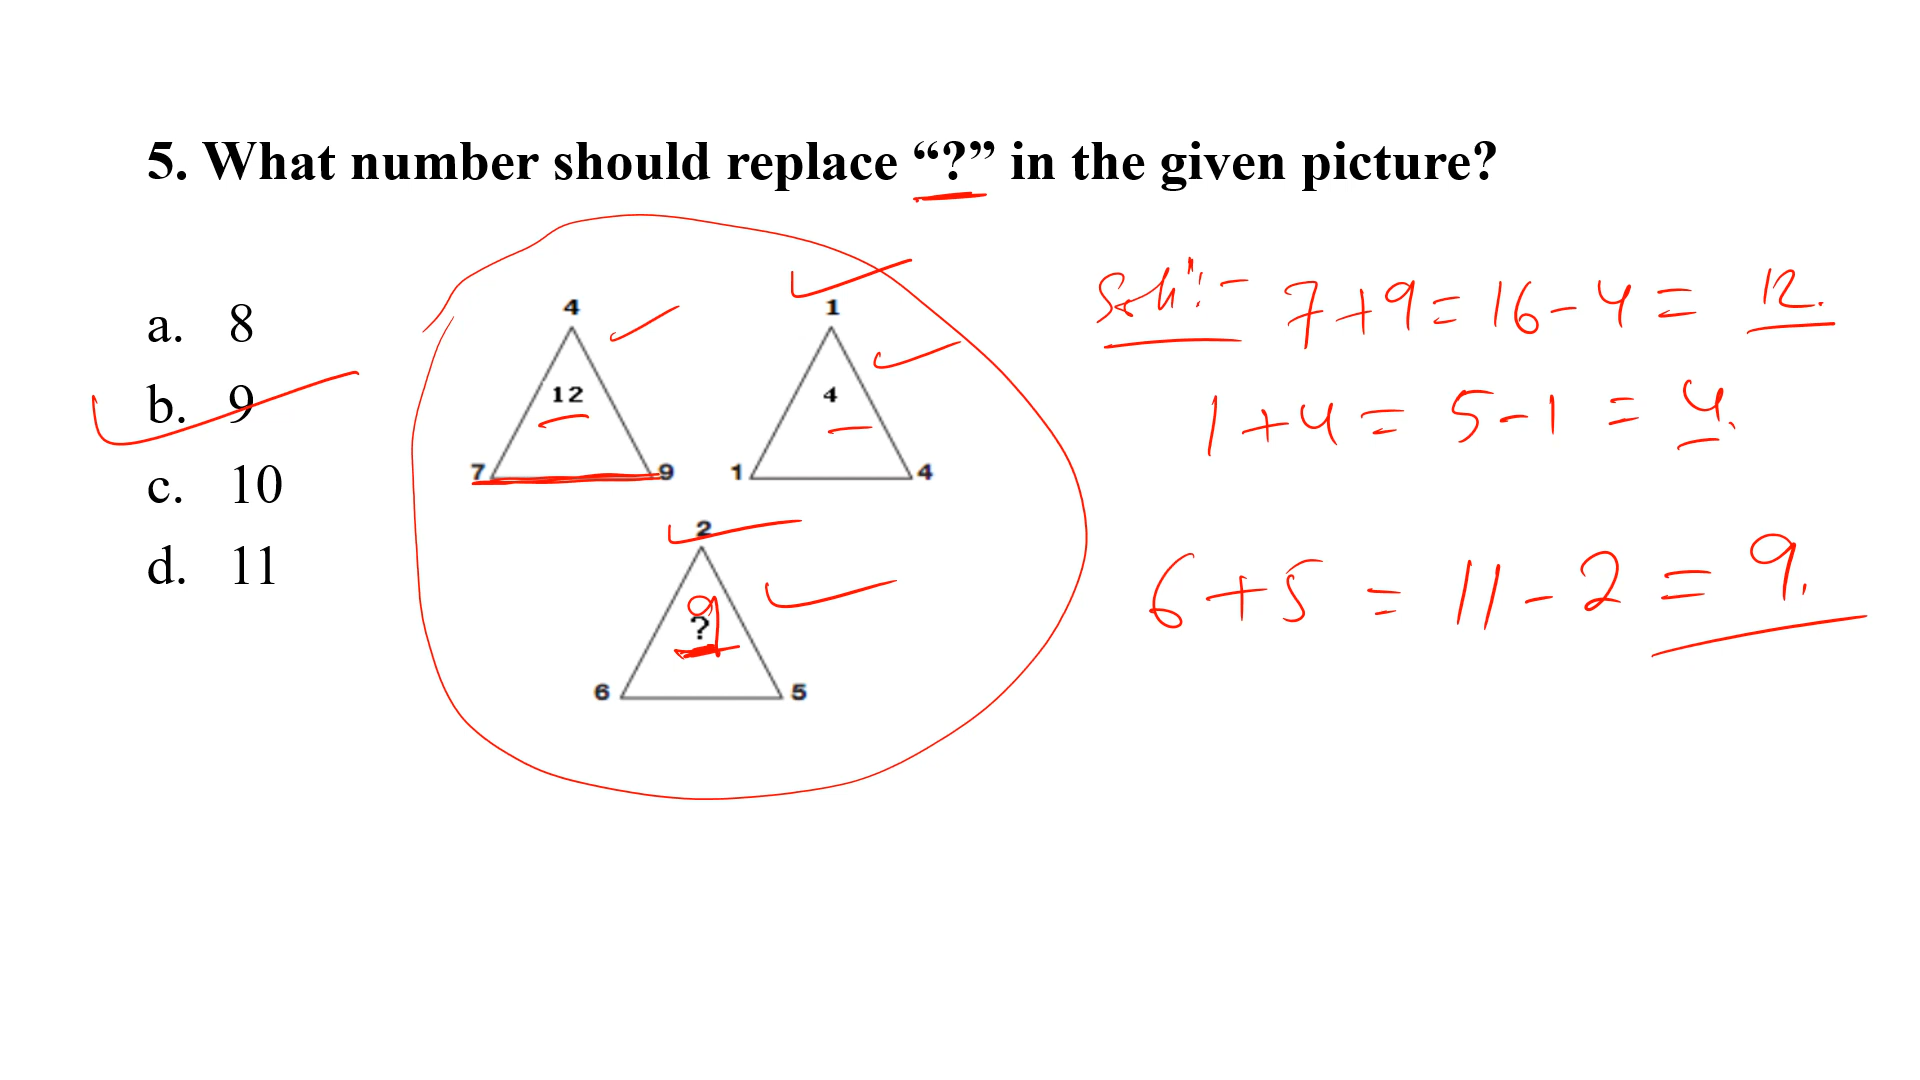 5. What number should replace “?” in the given picture?
a. 8
b. 9
c. 10
d. 11
4
12
7 9
1
4
1 4
2
9
?
6 5
Solⁿ:- 7+9=16-4= 12.
1+4= 5-1 = 4.
6+5 = 11-2 = 9.